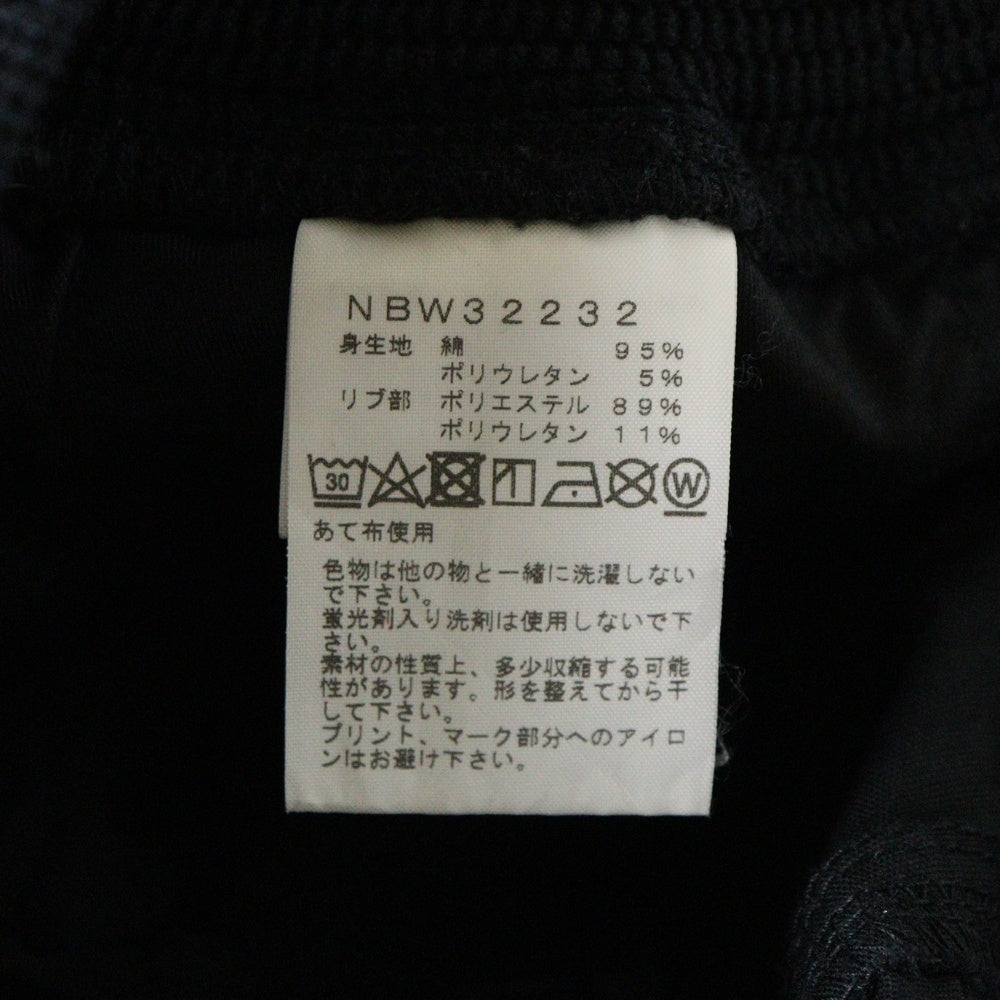 NBW32232
身生地 綿 95%
ポリウレタン 5%
リブ部 ポリエステル 89%
ポリウレタン 11%
30 W
あて布使用
色物は他の物と一緒に洗濯しない
で下さい。
蛍光剤入り洗剤は使用しないで下
さい。
素材の性質上、多少収縮する可能
性があります。形を整えてから干
して下さい。
プリント、マーク部分へのアイロ
ンはお避け下さい。